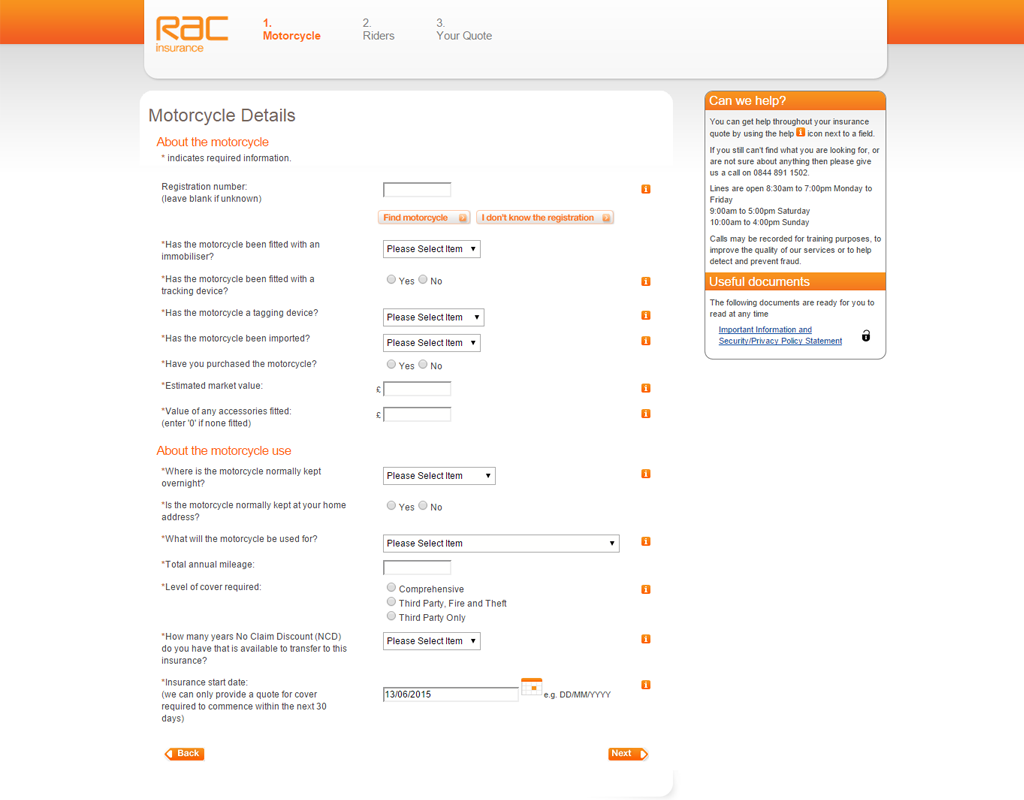 RAC
insurance
1.
Motorcycle
2.
Riders
3.
Your Quote
Motorcycle Details
About the motorcycle
* indicates required information.
Registration number:
(leave blank if unknown)
Find motorcycle
I don't know the registration
*Has the motorcycle been fitted with an
immobiliser?
Please Select Item
*Has the motorcycle been fitted with a
tracking device?
Yes No
*Has the motorcycle a tagging device?
Please Select Item
*Has the motorcycle been imported?
Please Select Item
*Have you purchased the motorcycle?
Yes No
*Estimated market value:
£
*Value of any accessories fitted:
(enter '0' if none fitted)
£
About the motorcycle use
*Where is the motorcycle normally kept
overnight?
Please Select Item
*Is the motorcycle normally kept at your home
address?
Yes No
*What will the motorcycle be used for?
Please Select Item
*Total annual mileage:
*Level of cover required:
Comprehensive
Third Party, Fire and Theft
Third Party Only
*How many years No Claim Discount (NCD)
do you have that is available to transfer to this
insurance?
Please Select Item
*Insurance start date:
(we can only provide a quote for cover
required to commence within the next 30
days)
13/06/2015
e.g. DD/MM/YYYY
Back
Next
Can we help?
You can get help throughout your insurance
quote by using the help i icon next to a field.
If you still can't find what you are looking for, or
are not sure about anything then please give
us a call on 0844 891 1502.
Lines are open 8:30am to 7:00pm Monday to
Friday
9:00am to 5:00pm Saturday
10:00am to 4:00pm Sunday
Calls may be recorded for training purposes, to
improve the quality of our services or to help
detect and prevent fraud.
Useful documents
The following documents are ready for you to
read at any time
Important Information and
Security/Privacy Policy Statement